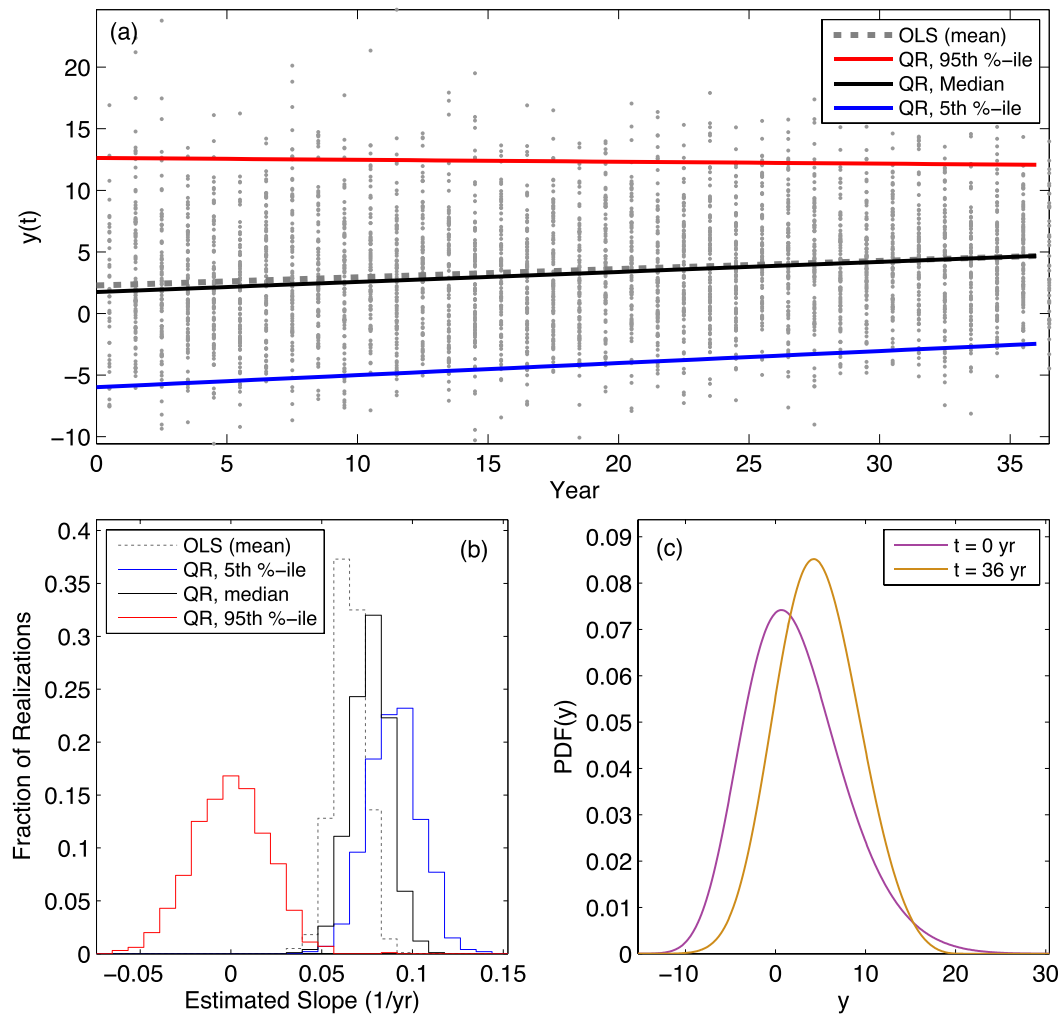 (a)
OLS (mean)
QR, 95th %-ile
QR, Median
QR, 5th %-ile
20
15
10
5
0
−5
−10
y(t)
0 5 10 15 20 25 30 35
Year
(b)
OLS (mean)
QR, 5th %-ile
QR, median
QR, 95th %-ile
0.4
0.35
0.3
0.25
0.2
0.15
0.1
0.05
0
Fraction of Realizations
−0.05 0 0.05 0.1 0.15
Estimated Slope (1/yr)
(c)
t = 0 yr
t = 36 yr
0.09
0.08
0.07
0.06
0.05
0.04
0.03
0.02
0.01
0
PDF(y)
−10 0 10 20 30
y